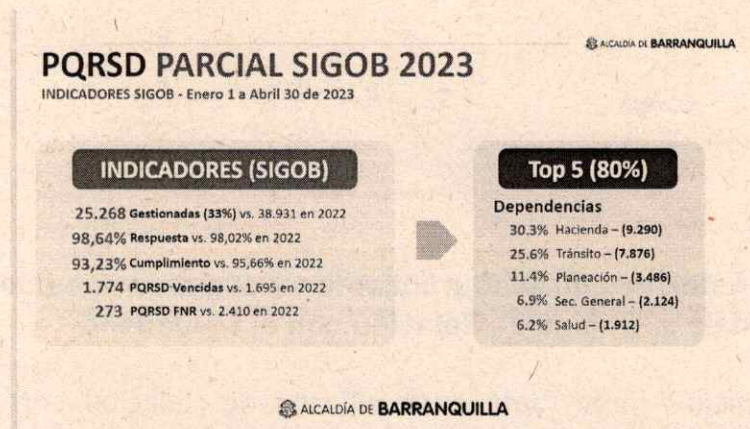 ALCALDÍA DE BARRANQUILLA
PQRSD PARCIAL SIGOB 2023
INDICADORES SIGOB - Enero 1 a Abril 30 de 2023
INDICADORES (SIGOB)
25.268 Gestionadas (33%) vs. 38.931 en 2022
98,64% Respuesta vs. 98,02% en 2022
93,23% Cumplimiento vs. 95,66% en 2022
1.774 PQRSD Vencidas vs. 1.695 en 2022
273 PQRSD FNR vs. 2.410 en 2022
Top 5 (80%)
Dependencias
30.3% Hacienda – (9.290)
25.6% Tránsito – (7.876)
11.4% Planeación – (3.486)
6.9% Sec. General – (2.124)
6.2% Salud – (1.912)
ALCALDÍA DE BARRANQUILLA